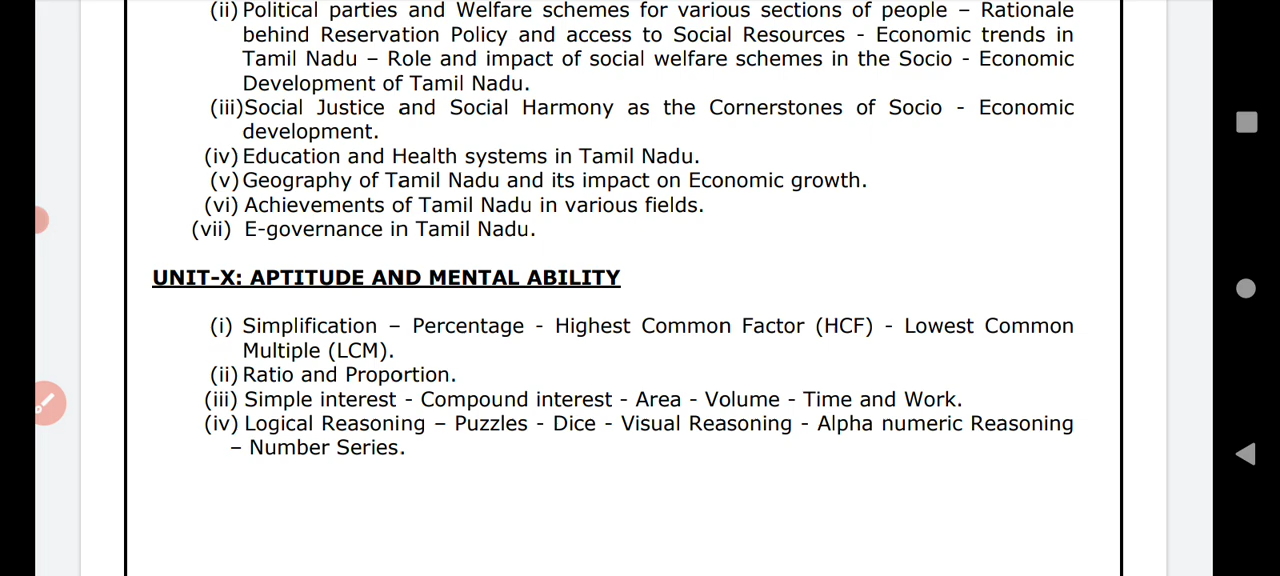 (ii) Political parties and Welfare schemes for various sections of people – Rationale
behind Reservation Policy and access to Social Resources - Economic trends in
Tamil Nadu – Role and impact of social welfare schemes in the Socio - Economic
Development of Tamil Nadu.
(iii)Social Justice and Social Harmony as the Cornerstones of Socio - Economic
development.
(iv) Education and Health systems in Tamil Nadu.
(v) Geography of Tamil Nadu and its impact on Economic growth.
(vi) Achievements of Tamil Nadu in various fields.
(vii) E-governance in Tamil Nadu.
UNIT-X: APTITUDE AND MENTAL ABILITY
(i) Simplification – Percentage - Highest Common Factor (HCF) - Lowest Common
Multiple (LCM).
(ii) Ratio and Proportion.
(iii) Simple interest - Compound interest - Area - Volume - Time and Work.
(iv) Logical Reasoning – Puzzles - Dice - Visual Reasoning - Alpha numeric Reasoning
– Number Series.